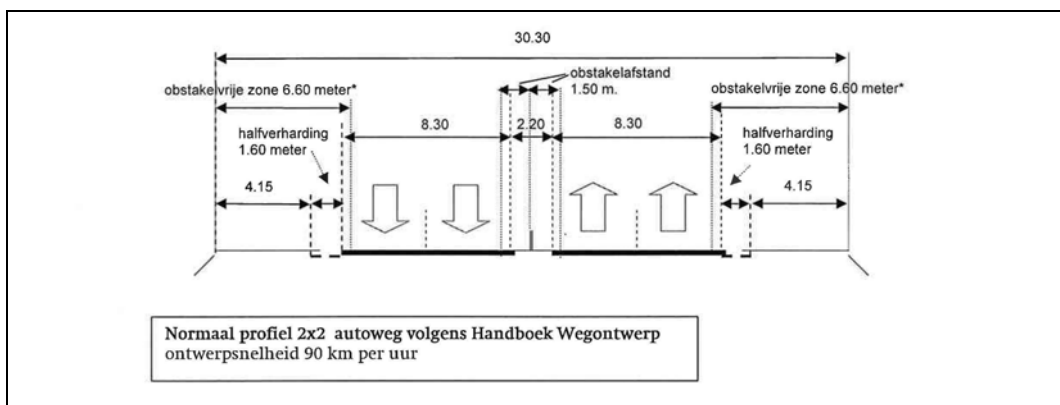 30.30
obstakelafstand
1.50 m.
obstakelvrije zone 6.60 meter*
obstakelvrije zone 6.60 meter*
8.30
2.20
8.30
halfverharding
1.60 meter
halfverharding
1.60 meter
4.15
4.15
Normaal profiel 2x2 autoweg volgens Handboek Wegontwerp
ontwerpsnelheid 90 km per uur